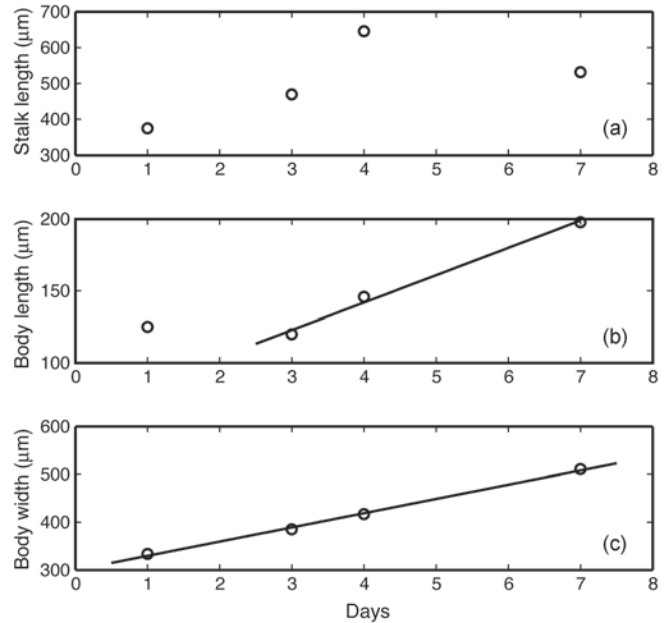 700
600
500
400
300
Stalk length (μm)
(a)
0 1 2 3 4 5 6 7 8
200
150
100
Body length (μm)
(b)
0 1 2 3 4 5 6 7 8
600
500
400
300
Body width (μm)
(c)
0 1 2 3 4 5 6 7 8
Days